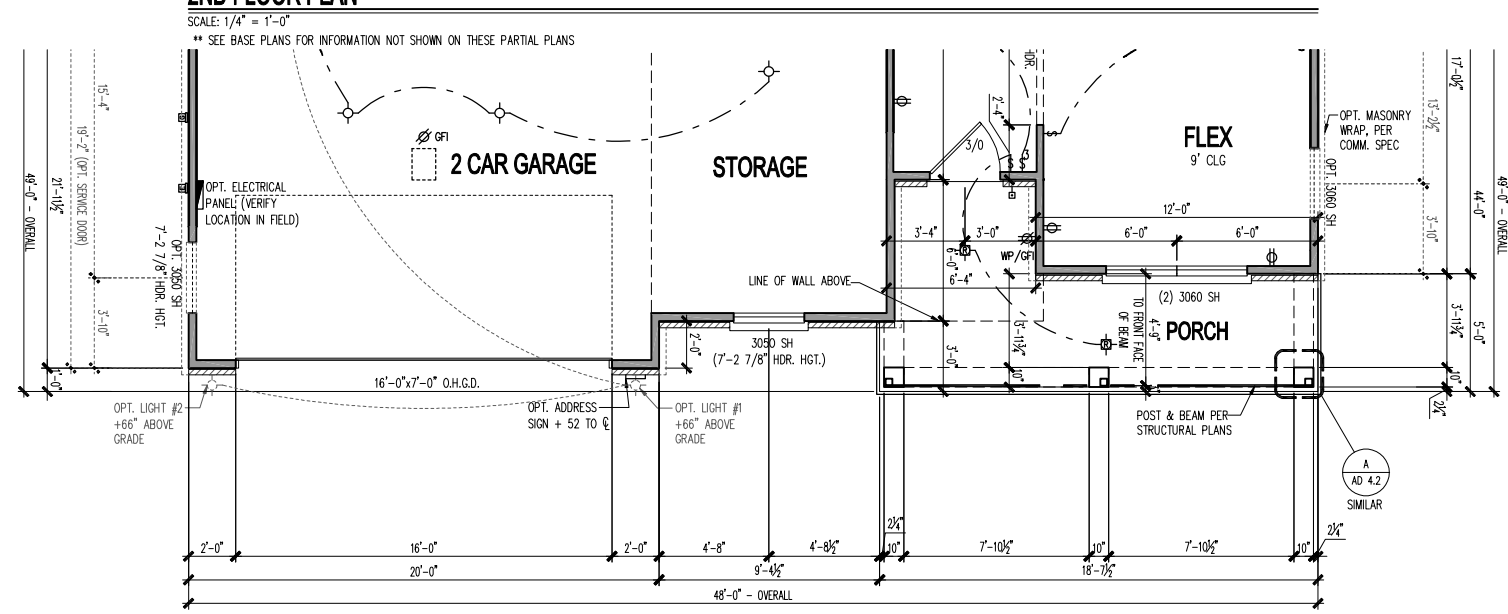 2ND FLOOR PLAN
SCALE: 1/4" = 1'-0"
** SEE BASE PLANS FOR INFORMATION NOT SHOWN ON THESE PARTIAL PLANS
49'-0" - OVERALL
21'-11½"
1'-0"
19'-2" (OPT. SERVICE DOOR)
15'-4"
3'-10"
OPT. 3050 SH
7'-2 7/8" HDR. HGT.
OPT. ELECTRICAL
PANEL (VERIFY
LOCATION IN FIELD)
GFI
2 CAR GARAGE
STORAGE
HDR.
2'-4"
3/0
3
$
$ $
FLEX
9' CLG
OPT. MASONRY
WRAP, PER
COMM. SPEC
OPT. 3060 SH
17'-0½"
13'-2½"
3'-10"
44'-0"
49'-0" - OVERALL
12'-0"
3'-4"
3'-0"
6'-0"
6'-0"
6'-0"
WP/GFI
6'-4"
LINE OF WALL ABOVE
(2) 3060 SH
PORCH
4'-9"
TO FRONT FACE
OF BEAM
3'-11¾"
10"
3'-0"
3'-11¾"
5'-0"
10"
2¼"
3050 SH
(7'-2 7/8" HDR. HGT.)
2'-0"
16'-0"x7'-0" O.H.G.D.
OPT. LIGHT #2
+66" ABOVE
GRADE
OPT. ADDRESS
SIGN + 52 TO ℄
OPT. LIGHT #1
+66" ABOVE
GRADE
POST & BEAM PER
STRUCTURAL PLANS
A
AD 4.2
SIMILAR
2'-0"
16'-0"
2'-0"
4'-8"
4'-8½"
2¼"
10"
7'-10½"
10"
7'-10½"
10"
2¼"
20'-0"
9'-4½"
18'-7½"
48'-0" - OVERALL